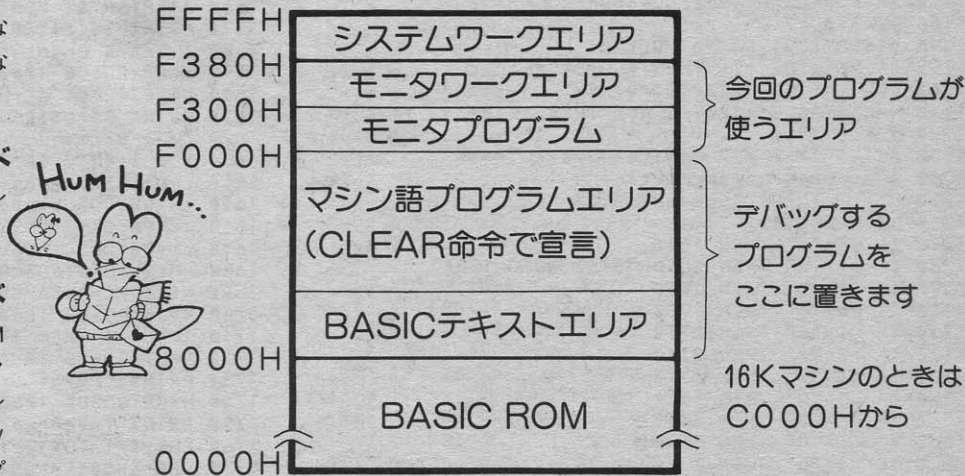 FFFFH
システムワークエリア
F380H
モニタワークエリア
F300H
モニタプログラム
F000H
今回のプログラムが
使うエリア
HUM HUM...
マシン語プログラムエリア
(CLEAR命令で宣言)
デバッグする
プログラムを
ここに置きます
BASICテキストエリア
8000H
16Kマシンのときは
C000Hから
BASIC ROM
0000H